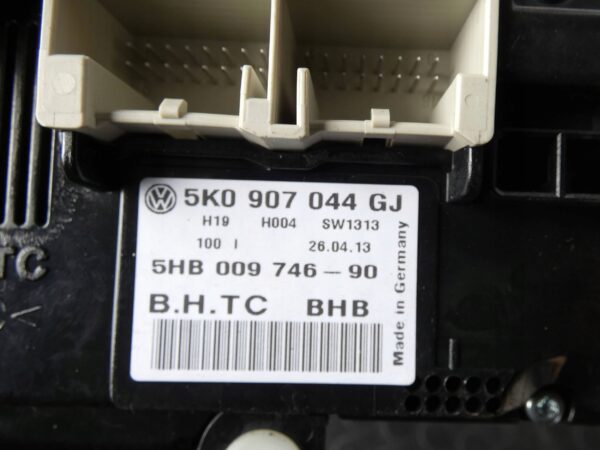 5K0 907 044 GJ
H19 H004 SW1313
100 I 26.04.13
5HB 009 746-90
B.H.TC BHB
Made in Germany
TC